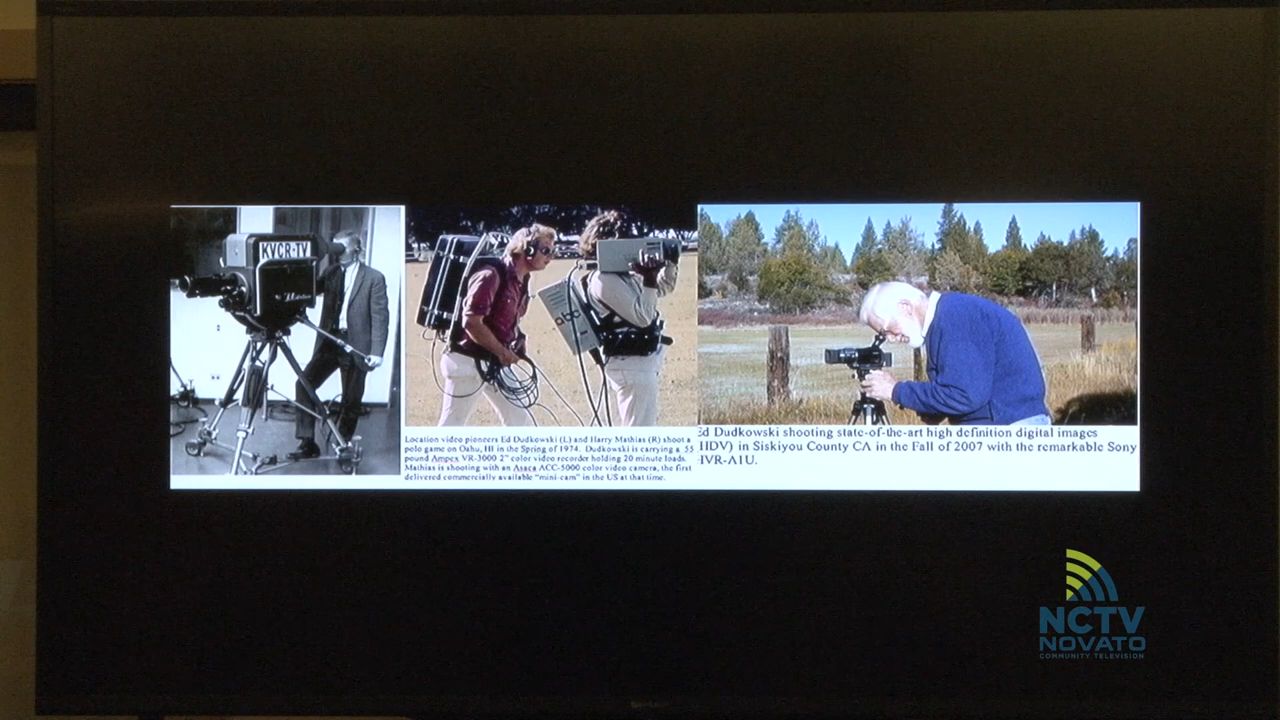 KVCR-TV
abc
Location video pioneers Ed Dudkowski (L) and Harry Mathias (R) shoot a
polo game on Oahu, HI in the Spring of 1974. Dudkowski is carrying a 55
pound Ampex VR-3000 2" color video recorder holding 20 minute loads.
Mathias is shooting with an Asaca ACC-5000 color video camera, the first
delivered commercially available "mini-cam" in the US at that time.
Ed Dudkowski shooting state-of-the-art high definition digital images
(HDV) in Siskiyou County CA in the Fall of 2007 with the remarkable Sony
HVR-A1U.
NCTV
NOVATO
COMMUNITY TELEVISION